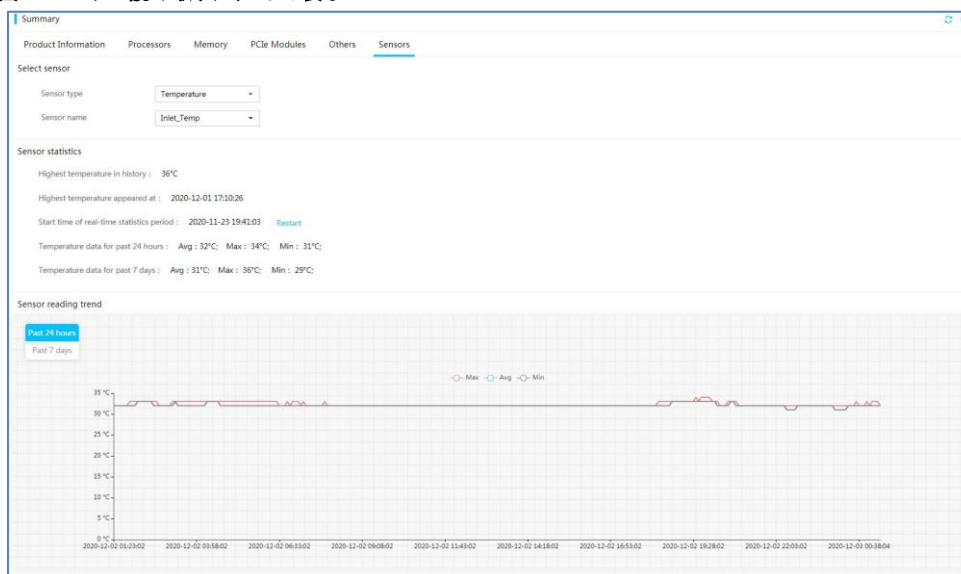 Summary
Product Information Processors Memory PCIe Modules Others Sensors
Select sensor
Sensor type Temperature
Sensor name Inlet_Temp
Sensor statistics
Highest temperature in history : 36°C
Highest temperature appeared at : 2020-12-01 17:10:26
Start time of real-time statistics period : 2020-11-23 19:41:03 Restart
Temperature data for past 24 hours : Avg : 32°C; Max : 34°C; Min : 31°C;
Temperature data for past 7 days : Avg : 31°C; Max : 36°C; Min : 29°C;
Sensor reading trend
Past 24 hours
Past 7 days
Max Avg Min
35 °C
30 °C
25 °C
20 °C
15 °C
10 °C
5 °C
0 °C
2020-12-02 01:23:02 2020-12-02 03:58:02 2020-12-02 06:33:02 2020-12-02 09:08:02 2020-12-02 11:43:02 2020-12-02 14:18:02 2020-12-02 16:53:02 2020-12-02 19:28:02 2020-12-02 22:03:02 2020-12-03 00:38:04